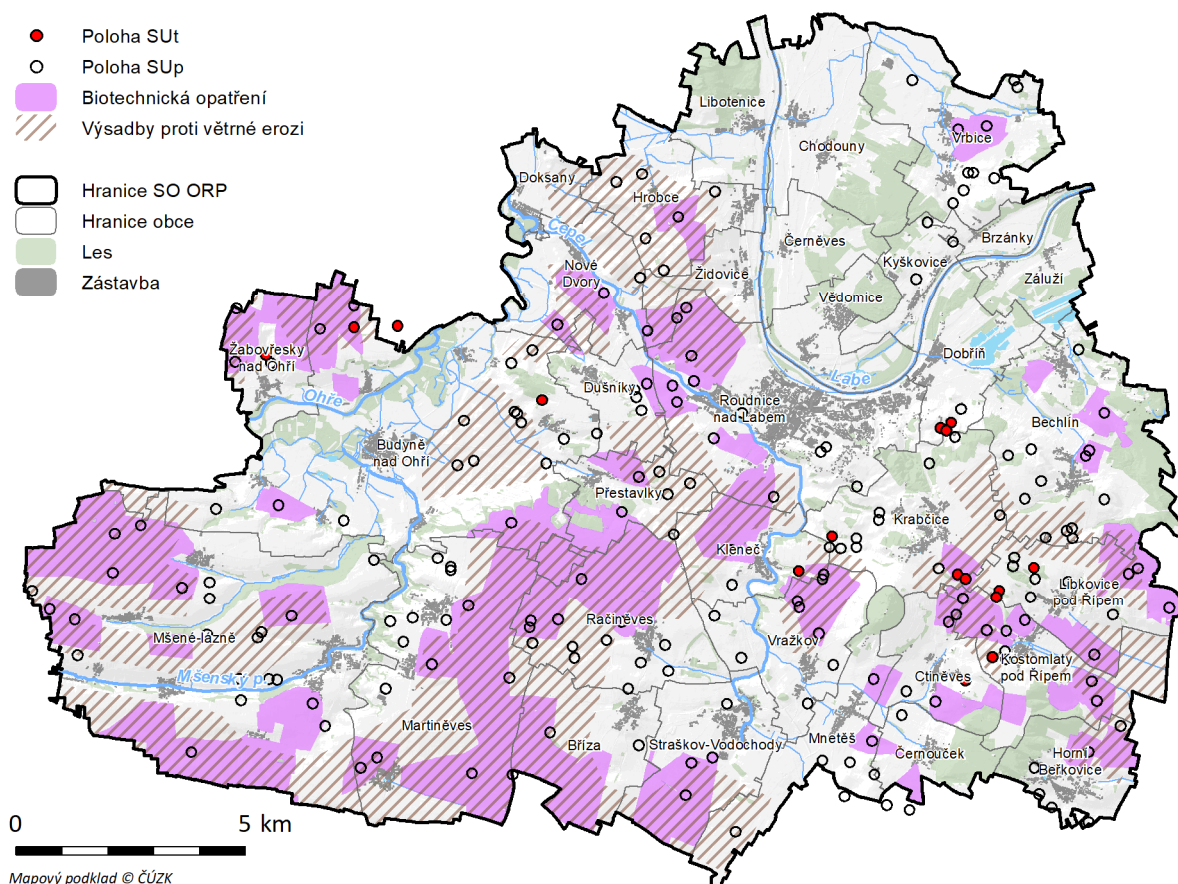 Poloha SUt
Poloha SUp
Biotechnická opatření
Výsadby proti větrné erozi
Hranice SO ORP
Hranice obce
Les
Zástavba
Libotenice
Chodouny
Vrbice
Doksany
Hrobce
Čepel
Nové
Dvory
Židovice
Černěves
Kyškovice
Brzánky
Záluží
Vědomice
Žabovřesky
nad Ohří
Ohře
Dušníky
Roudnice
nad Labem
Labe
Dobříň
Bechlín
Budyně
nad Ohří
Přestavlky
Kleneč
Krabčice
Libkovice
pod Řípem
Mšené-lázně
Račiněves
Vražkov
Kostomlaty
pod Řípem
Ctiněves
Mšenský p.
Martiněves
Bříza
Straškov-Vodochody
Mnetěš
Černouček
Horní
Beřkovice
0
5 km
Mapový podklad © ČÚZK